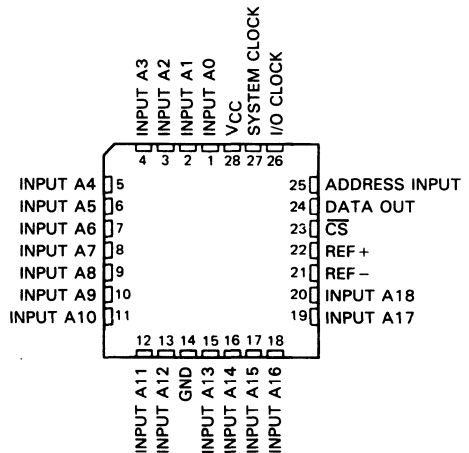 INPUT A3
INPUT A2
INPUT A1
INPUT A0
VCC
SYSTEM CLOCK
I/O CLOCK
4 3 2 1 28 27 26
INPUT A4 5
INPUT A5 6
INPUT A6 7
INPUT A7 8
INPUT A8 9
INPUT A9 10
INPUT A10 11
25 ADDRESS INPUT
24 DATA OUT
23 C̅S̅
22 REF+
21 REF−
20 INPUT A18
19 INPUT A17
12 13 14 15 16 17 18
INPUT A11
INPUT A12
GND
INPUT A13
INPUT A14
INPUT A15
INPUT A16